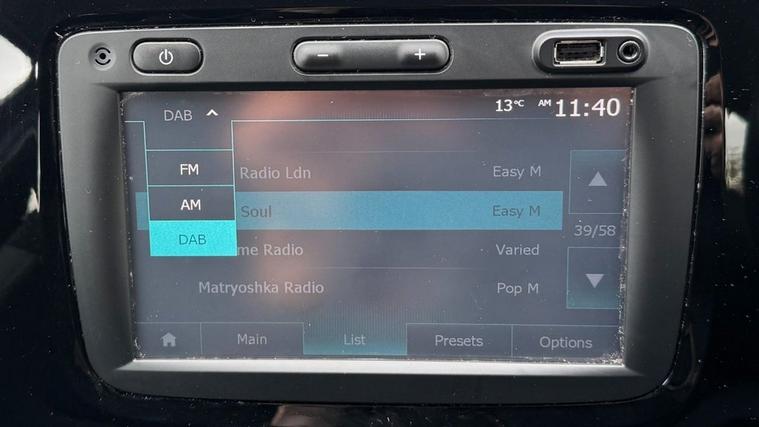 − +
DAB 13°C AM 11:40
FM Radio Ldn Easy M
AM Soul Easy M
39/58
DAB me Radio Varied
Matryoshka Radio Pop M
Main List Presets Options